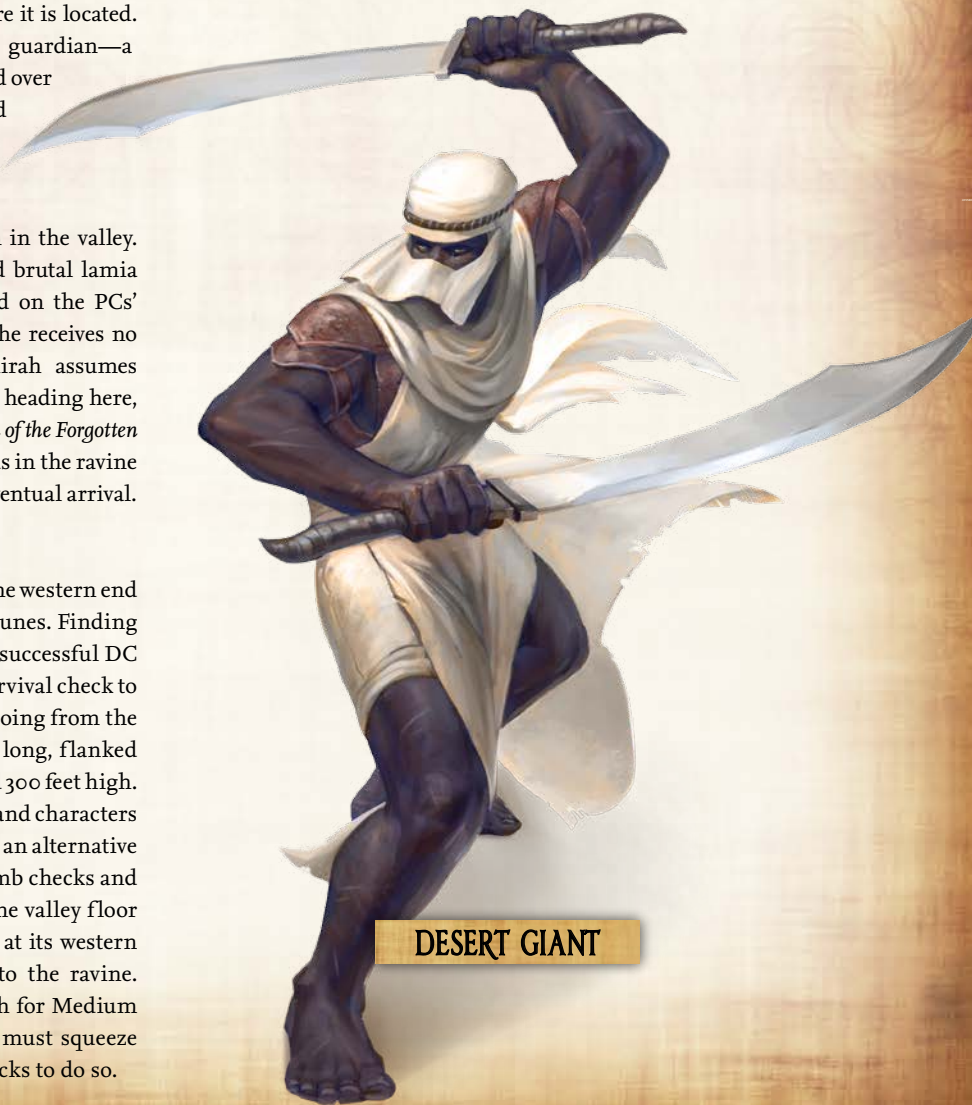 re it is located.
guardian—a
d over
d
in the valley.
d brutal lamia
d on the PCs’
he receives no
irah assumes
heading here,
of the Forgotten
s in the ravine
entual arrival.
he western end
unes. Finding
successful DC
rvival check to
oing from the
long, flanked
300 feet high.
and characters
an alternative
mb checks and
he valley floor
at its western
to the ravine.
h for Medium
must squeeze
cks to do so.
DESERT GIANT